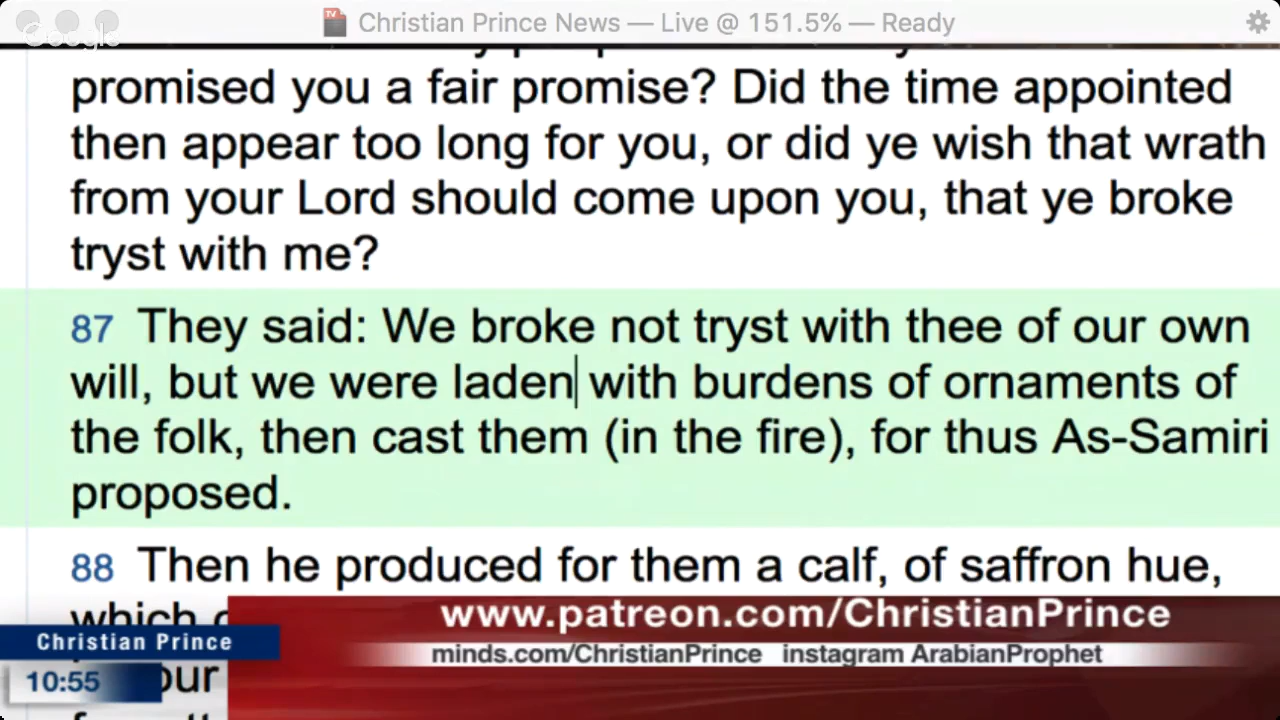 Christian Prince News — Live @ 151.5% — Ready
Google
promised you a fair promise? Did the time appointed
then appear too long for you, or did ye wish that wrath
from your Lord should come upon you, that ye broke
tryst with me?
87 They said: We broke not tryst with thee of our own
will, but we were laden with burdens of ornaments of
the folk, then cast them (in the fire), for thus As-Samiri
proposed.
88 Then he produced for them a calf, of saffron hue,
which
www.patreon.com/ChristianPrince
Christian Prince
minds.com/ChristianPrince instagram ArabianProphet
10:55